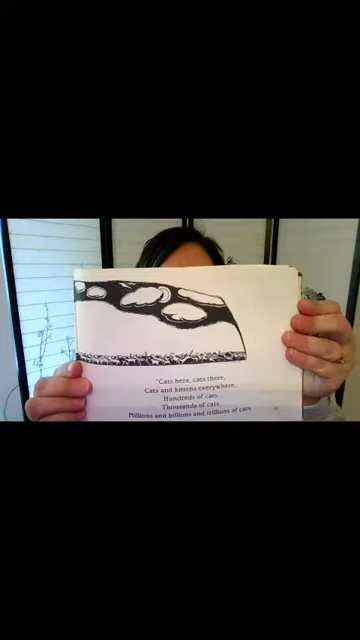 "Cats here, cats there,
Cats and kittens everywhere,
Hundreds of cats,
Thousands of cats,
Millions and billions and trillions of cats.